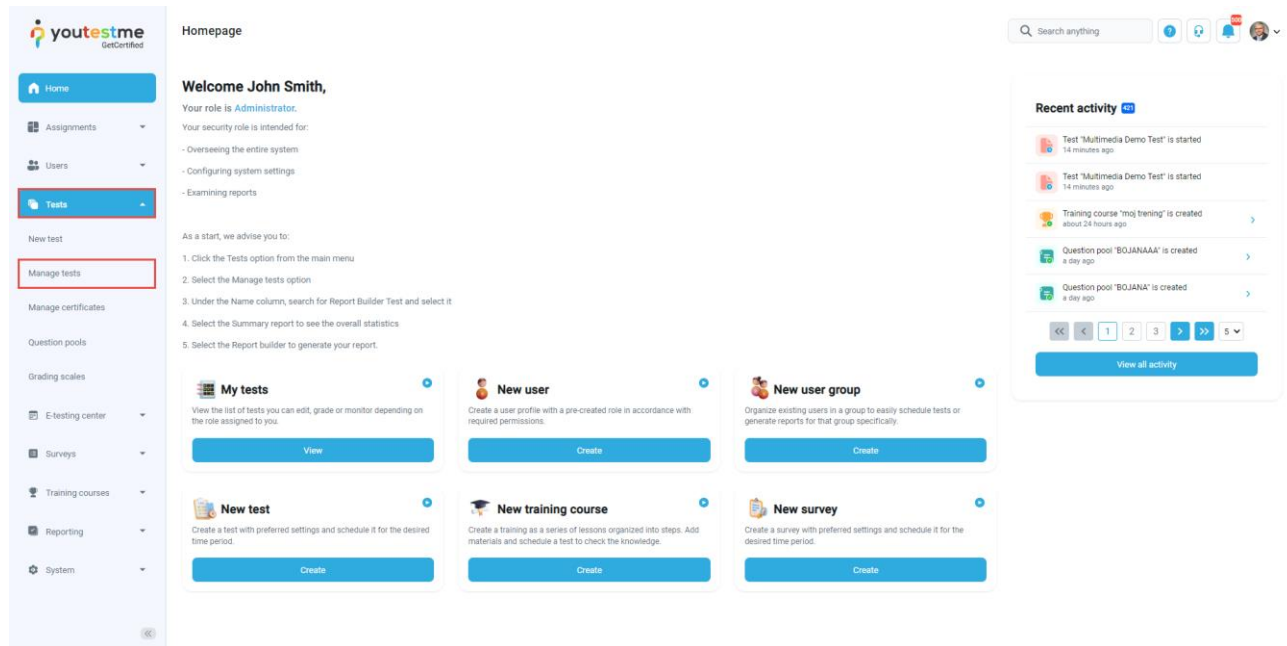 youtestme
GetCertified
Homepage
Search anything
500
Home
Assignments
Users
Tests
New test
Manage tests
Manage certificates
Question pools
Grading scales
E-testing center
Surveys
Training courses
Reporting
System
Welcome John Smith,
Your role is Administrator.
Your security role is intended for:
- Overseeing the entire system
- Configuring system settings
- Examining reports
As a start, we advise you to:
1. Click the Tests option from the main menu
2. Select the Manage tests option
3. Under the Name column, search for Report Builder Test and select it
4. Select the Summary report to see the overall statistics
5. Select the Report builder to generate your report.
My tests
View the list of tests you can edit, grade or monitor depending on
the role assigned to you.
View
New user
Create a user profile with a pre-created role in accordance with
required permissions.
Create
New user group
Organize existing users in a group to easily schedule tests or
generate reports for that group specifically.
Create
New test
Create a test with preferred settings and schedule it for the desired
time period.
Create
New training course
Create a training as a series of lessons organized into steps. Add
materials and schedule a test to check the knowledge.
Create
New survey
Create a survey with preferred settings and schedule it for the
desired time period.
Create
Recent activity 421
Test "Multimedia Demo Test" is started
14 minutes ago
Test "Multimedia Demo Test" is started
14 minutes ago
Training course "moj trening" is created
about 24 hours ago
Question pool "BOJANAAA" is created
a day ago
Question pool "BOJANA" is created
a day ago
1 2 3 5
View all activity